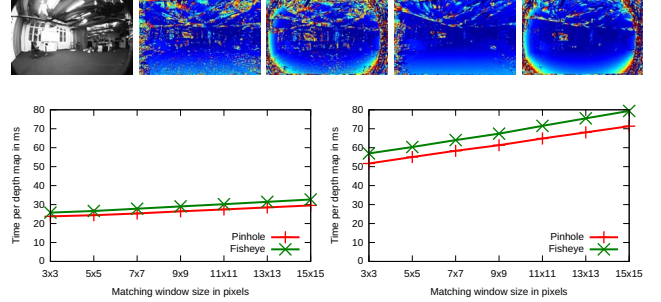 80
70
60
50
40
30
20
10
0
Time per depth map in ms
Pinhole
Fisheye
3x3 5x5 7x7 9x9 11x11 13x13 15x15
Matching window size in pixels
80
70
60
50
40
30
20
10
0
Time per depth map in ms
Pinhole
Fisheye
3x3 5x5 7x7 9x9 11x11 13x13 15x15
Matching window size in pixels